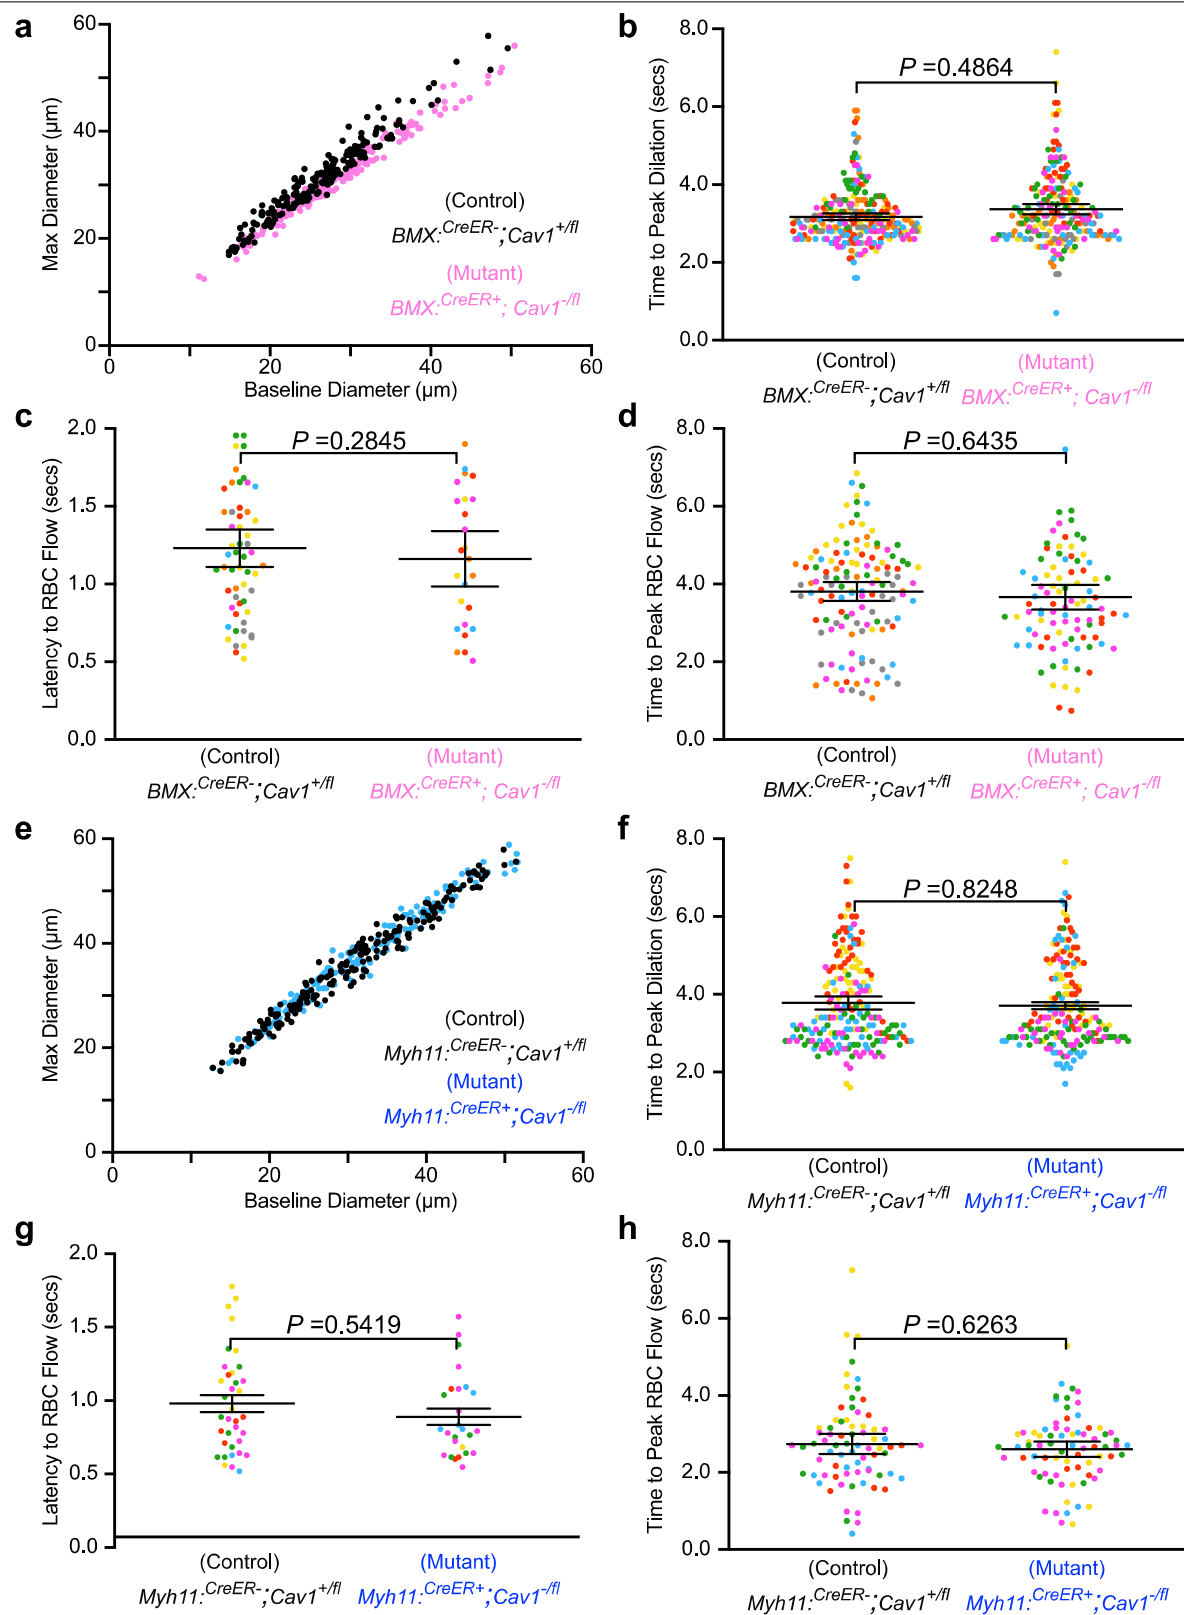 a
60
40
20
0
Max Diameter (µm)
(Control)
BMX:CreER-;Cav1+/fl
(Mutant)
BMX:CreER+; Cav1-/fl
0 20 40 60
Baseline Diameter (µm)
b
8.0
6.0
4.0
2.0
0.0
Time to Peak Dilation (secs)
P =0.4864
(Control) (Mutant)
BMX:CreER-;Cav1+/fl BMX:CreER+; Cav1-/fl
c
2.0
1.5
1.0
0.5
0.0
Latency to RBC Flow (secs)
P =0.2845
(Control) (Mutant)
BMX:CreER-;Cav1+/fl BMX:CreER+; Cav1-/fl
d
8.0
6.0
4.0
2.0
0.0
Time to Peak RBC Flow (secs)
P =0.6435
(Control) (Mutant)
BMX:CreER-;Cav1+/fl BMX:CreER+; Cav1-/fl
e
60
40
20
0
Max Diameter (µm)
(Control)
Myh11:CreER-;Cav1+/fl
(Mutant)
Myh11:CreER+;Cav1-/fl
0 20 40 60
Baseline Diameter (µm)
f
8.0
6.0
4.0
2.0
0.0
Time to Peak Dilation (secs)
P =0.8248
(Control) (Mutant)
Myh11:CreER-;Cav1+/fl Myh11:CreER+;Cav1-/fl
g
2.0
1.5
1.0
0.5
0.0
Latency to RBC Flow (secs)
P =0.5419
(Control) (Mutant)
Myh11:CreER-;Cav1+/fl Myh11:CreER+;Cav1-/fl
h
8.0
6.0
4.0
2.0
0.0
Time to Peak RBC Flow (secs)
P =0.6263
(Control) (Mutant)
Myh11:CreER-;Cav1+/fl Myh11:CreER+;Cav1-/fl